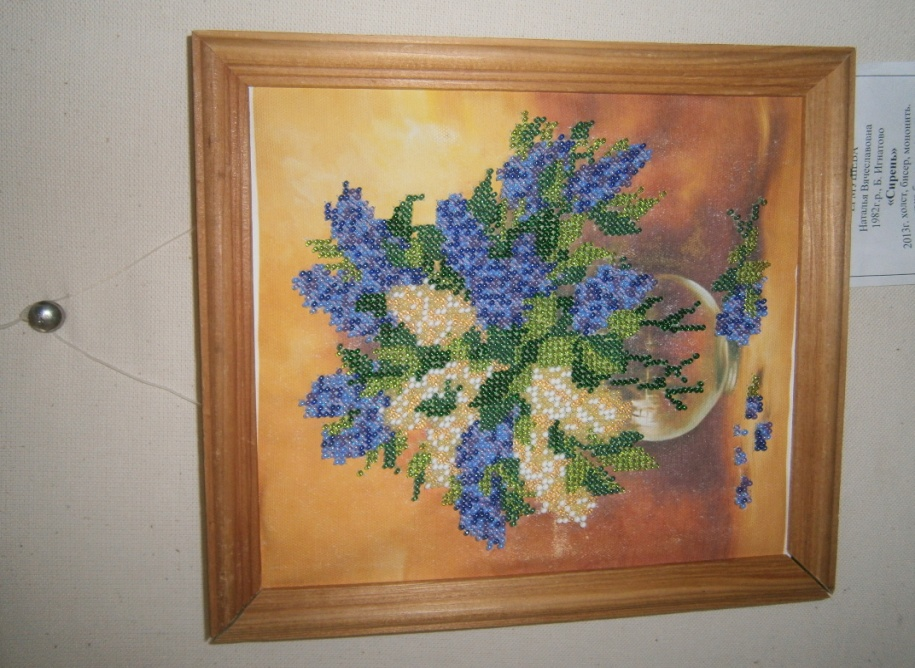 Наталья Вячеславовна
1982г.р., Б. Игнатово
«Сирень»
2013г. холст, бисер, мононить.